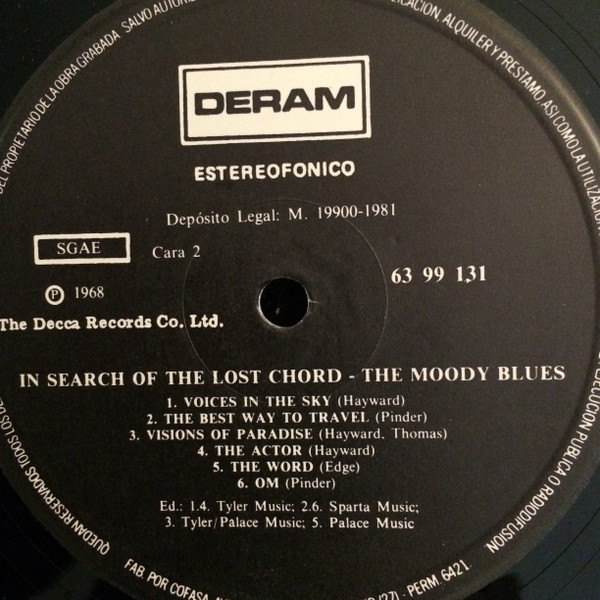 DEL PROPIETARIO DE LA OBRA GRABADA. SALVO
CACION, ALQUILER Y PRESTAMO, ASI COMO LA UTILIZACION
DERAM
ESTEREOFONICO
Depósito Legal: M. 19900-1981
SGAE
Cara 2
63 99 131
Ⓟ 1968
The Decca Records Co. Ltd.
IN SEARCH OF THE LOST CHORD - THE MOODY BLUES
1. VOICES IN THE SKY (Hayward)
2. THE BEST WAY TO TRAVEL (Pinder)
3. VISIONS OF PARADISE (Hayward, Thomas)
4. THE ACTOR (Hayward)
5. THE WORD (Edge)
6. OM (Pinder)
Ed.: 1.4. Tyler Music; 2.6. Sparta Music;
3. Tyler/Palace Music; 5. Palace Music
EJECUCION PUBLICA O RADIODIFUSION.
QUEDAN RESERVADOS TODOS LOS DE
FAB. POR COFASA,
PERM. 6421.